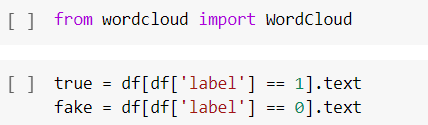 [ ] from wordcloud import WordCloud
[ ] true = df[df['label'] == 1].text
fake = df[df['label'] == 0].text